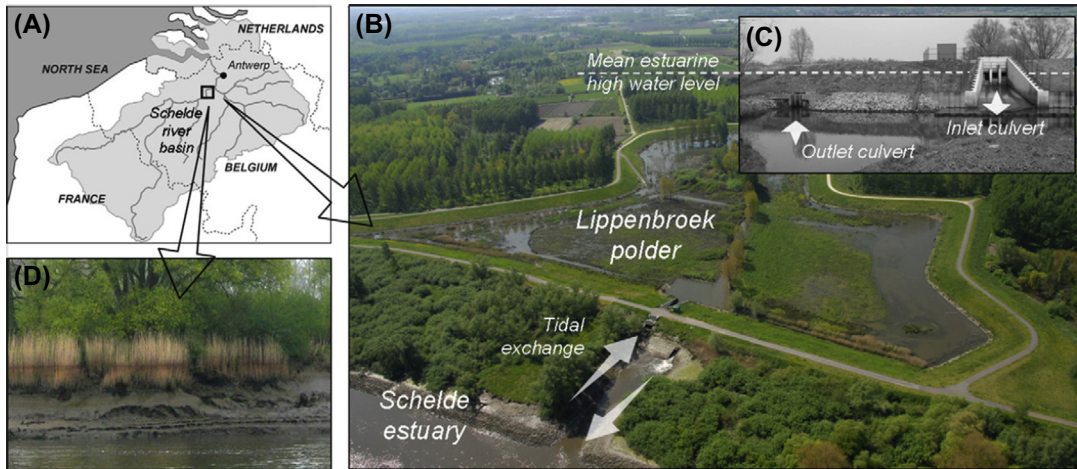 (A)
NETHERLANDS
NORTH SEA
Antwerp
Schelde
river
basin
BELGIUM
FRANCE
(B)
Mean estuarine
high water level
(C)
Inlet culvert
Outlet culvert
Lippenbroek
polder
Tidal
exchange
Schelde
estuary
(D)